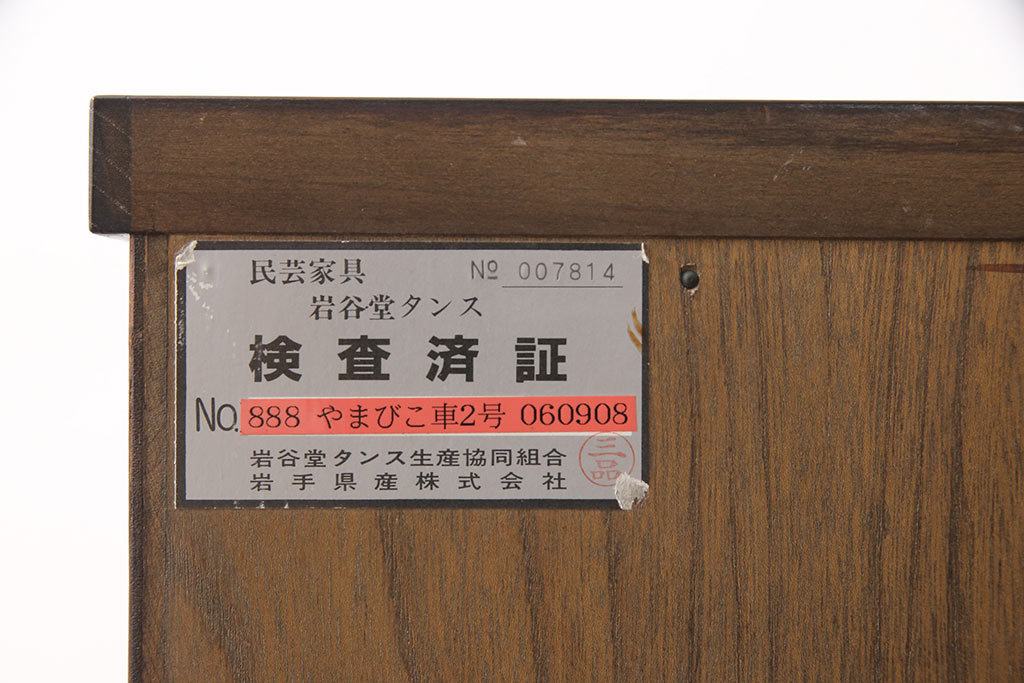 民芸家具 № 007814
岩谷堂タンス
検査済証
No. 888 やまびこ車2号 060908
岩谷堂タンス生産協同組合
岩手県産株式会社
三品